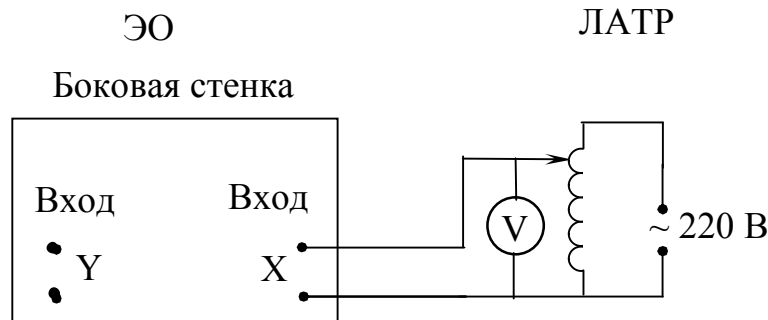 ЭО
ЛАТР
Боковая стенка
Вход
Вход
Y
X
V
~ 220 В